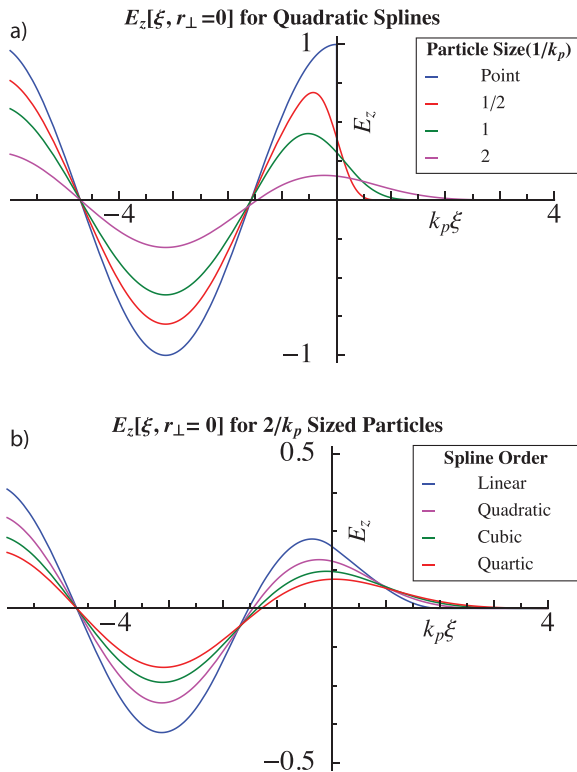 a)
E_z[ξ, r_⊥=0] for Quadratic Splines
1
E_z
Particle Size(1/k_p)
Point
1/2
1
2
-4
k_pξ
4
−1
b)
E_z[ξ, r_⊥= 0] for 2/k_p Sized Particles
0.5
E_z
Spline Order
Linear
Quadratic
Cubic
Quartic
-4
k_pξ
4
-0.5